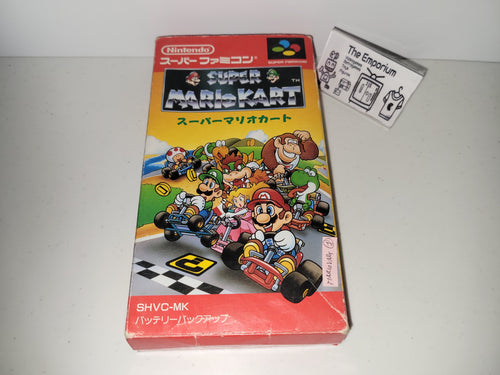 Nintendo
スーパーファミコン
SUPER FAMICOM
SUPER
MARIOKART
TM
スーパーマリオカート
SHVC-MK
バッテリーバックアップ
The Emporium